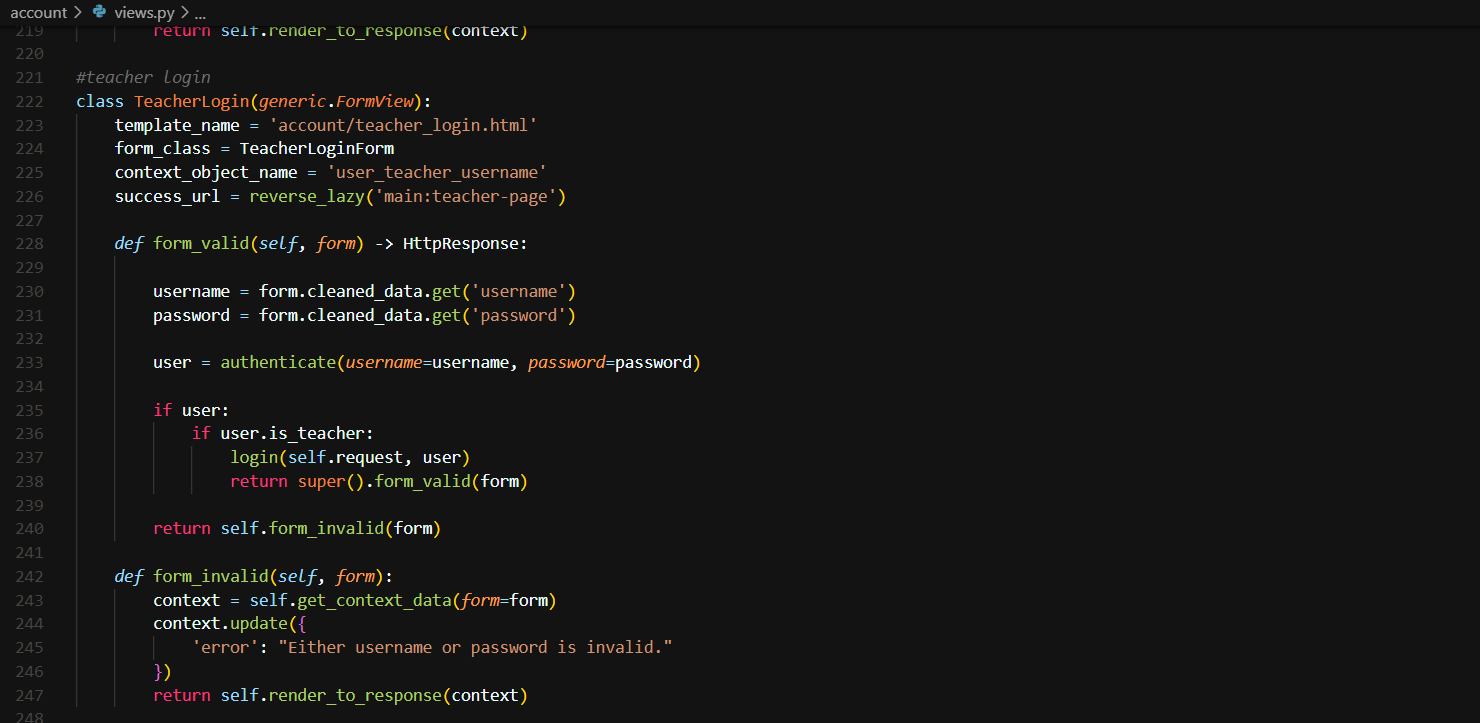 account > views.py > ...
219 return self.render_to_response(context)
220
221 #teacher login
222 class TeacherLogin(generic.FormView):
223     template_name = 'account/teacher_login.html'
224     form_class = TeacherLoginForm
225     context_object_name = 'user_teacher_username'
226     success_url = reverse_lazy('main:teacher-page')
227
228     def form_valid(self, form) -> HttpResponse:
229
230         username = form.cleaned_data.get('username')
231         password = form.cleaned_data.get('password')
232
233         user = authenticate(username=username, password=password)
234
235         if user:
236             if user.is_teacher:
237                 login(self.request, user)
238                 return super().form_valid(form)
239
240         return self.form_invalid(form)
241
242     def form_invalid(self, form):
243         context = self.get_context_data(form=form)
244         context.update({
245             'error': "Either username or password is invalid."
246         })
247         return self.render_to_response(context)
248